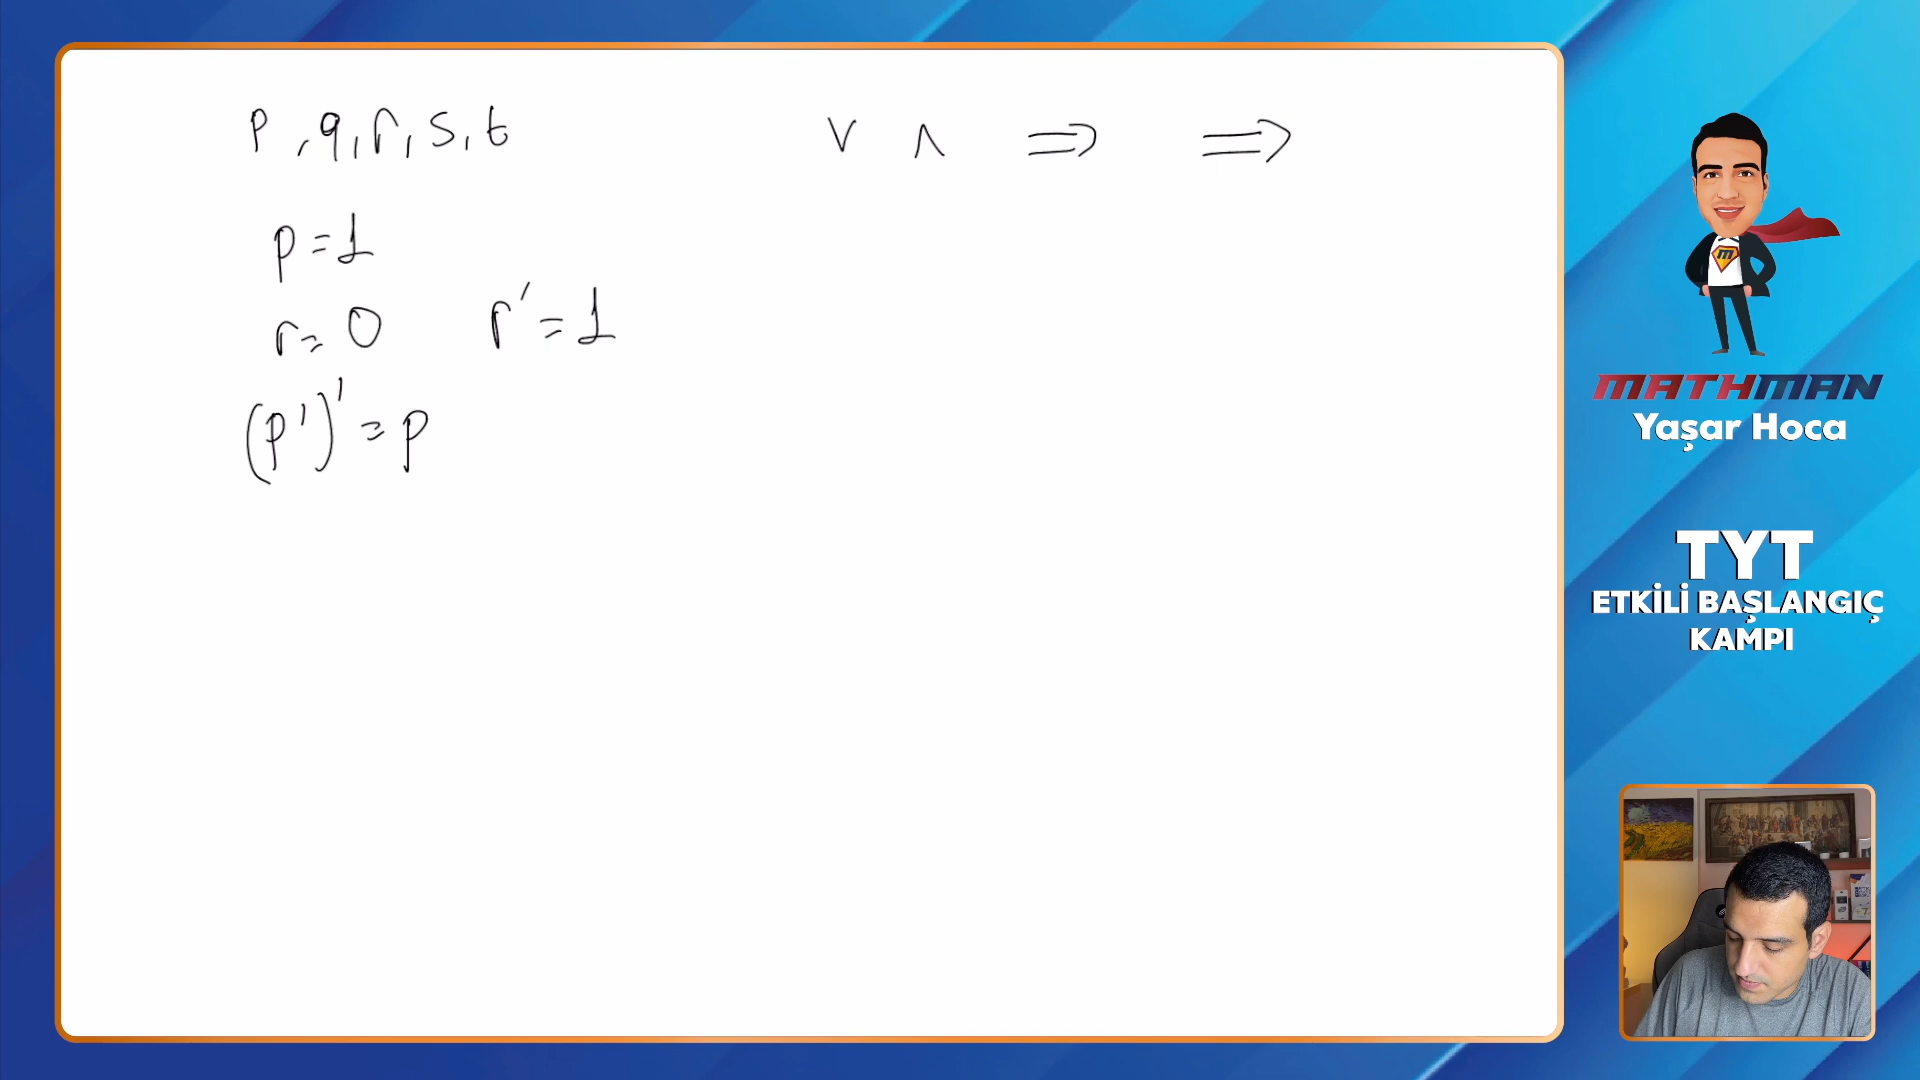 p, q, r, s, t
∨ ∧ ⇒ ⇒
p = 1
r = 0 r' = 1
(p')' = p
m
MATHMAN
Yaşar Hoca
TYT
ETKİLİ BAŞLANGIÇ
KAMPI